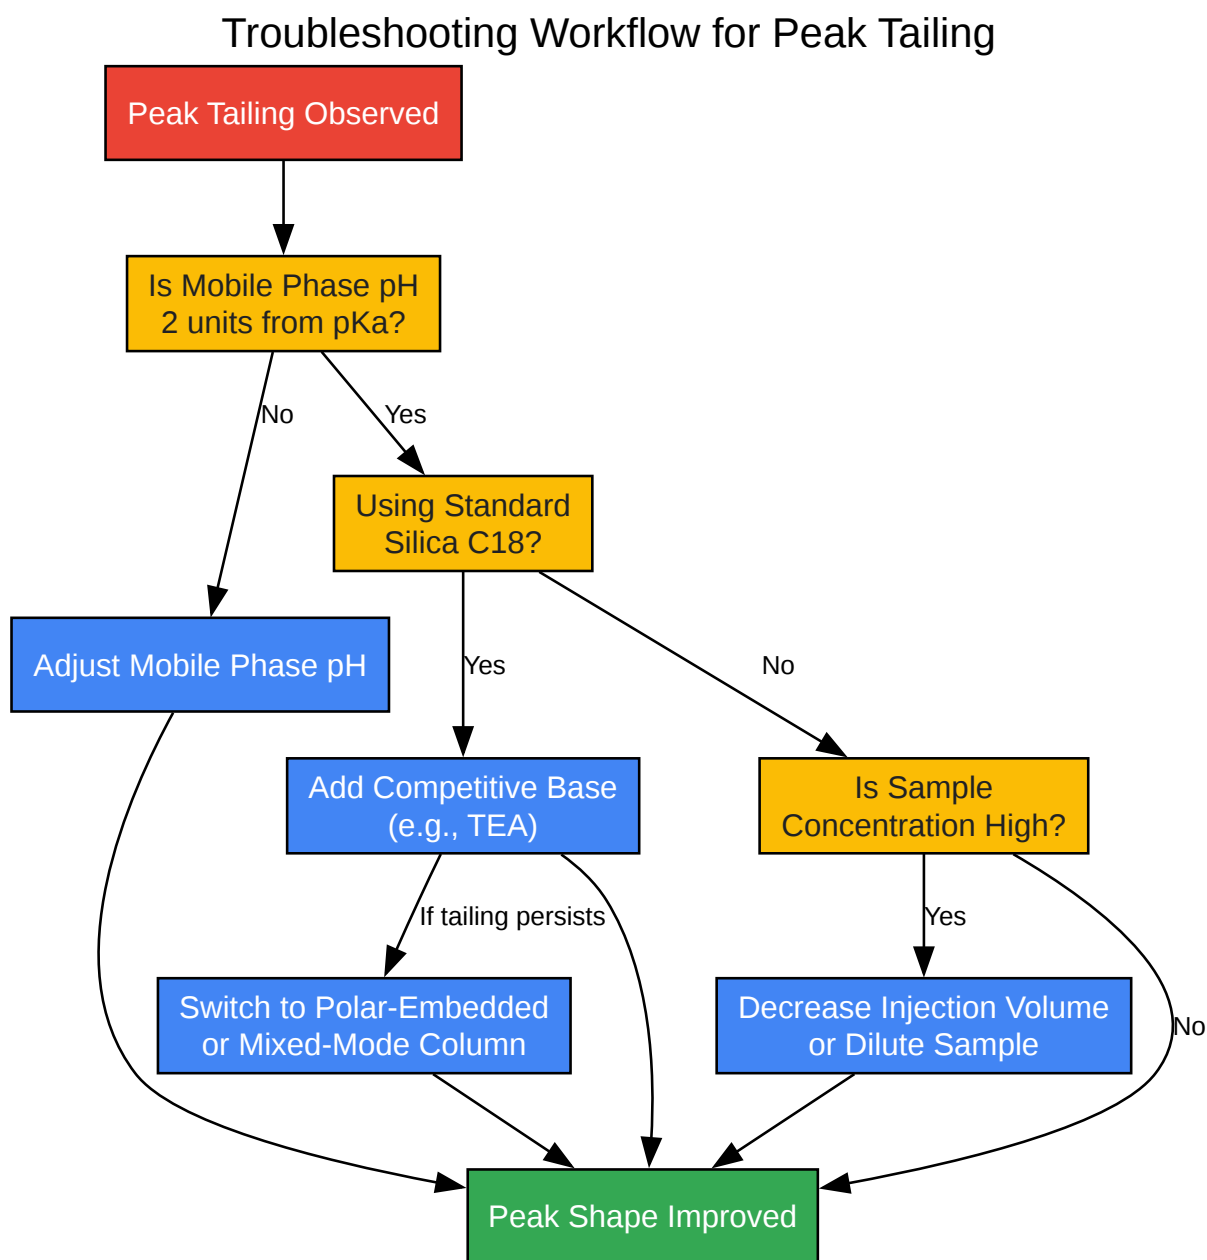 Troubleshooting Workflow for Peak Tailing
Peak Tailing Observed
Is Mobile Phase pH
2 units from pKa?
No
Yes
Using Standard
Silica C18?
Adjust Mobile Phase pH
Yes
No
Add Competitive Base
(e.g., TEA)
Is Sample
Concentration High?
If tailing persists
Yes
Switch to Polar-Embedded
or Mixed-Mode Column
Decrease Injection Volume
or Dilute Sample
No
Peak Shape Improved